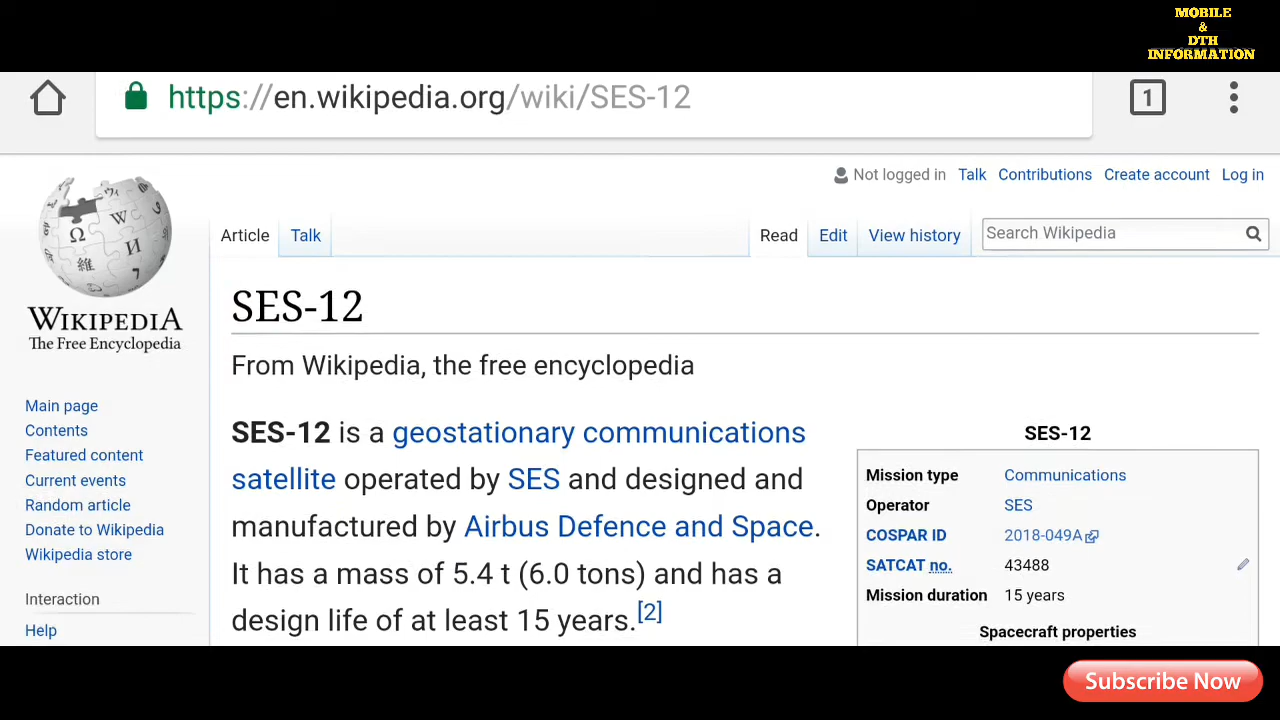 MOBILE
&
DTH
INFORMATION
https://en.wikipedia.org/wiki/SES-12
1
Not logged in Talk Contributions Create account Log in
Article Talk Read Edit View history Search Wikipedia
WIKIPEDIA
The Free Encyclopedia
SES-12
From Wikipedia, the free encyclopedia
Main page
Contents
Featured content
Current events
Random article
Donate to Wikipedia
Wikipedia store
Interaction
Help
SES-12 is a geostationary communications
satellite operated by SES and designed and
manufactured by Airbus Defence and Space.
It has a mass of 5.4 t (6.0 tons) and has a
design life of at least 15 years.[2]
SES-12
Mission type Communications
Operator SES
COSPAR ID 2018-049A
SATCAT no. 43488
Mission duration 15 years
Spacecraft properties
Subscribe Now